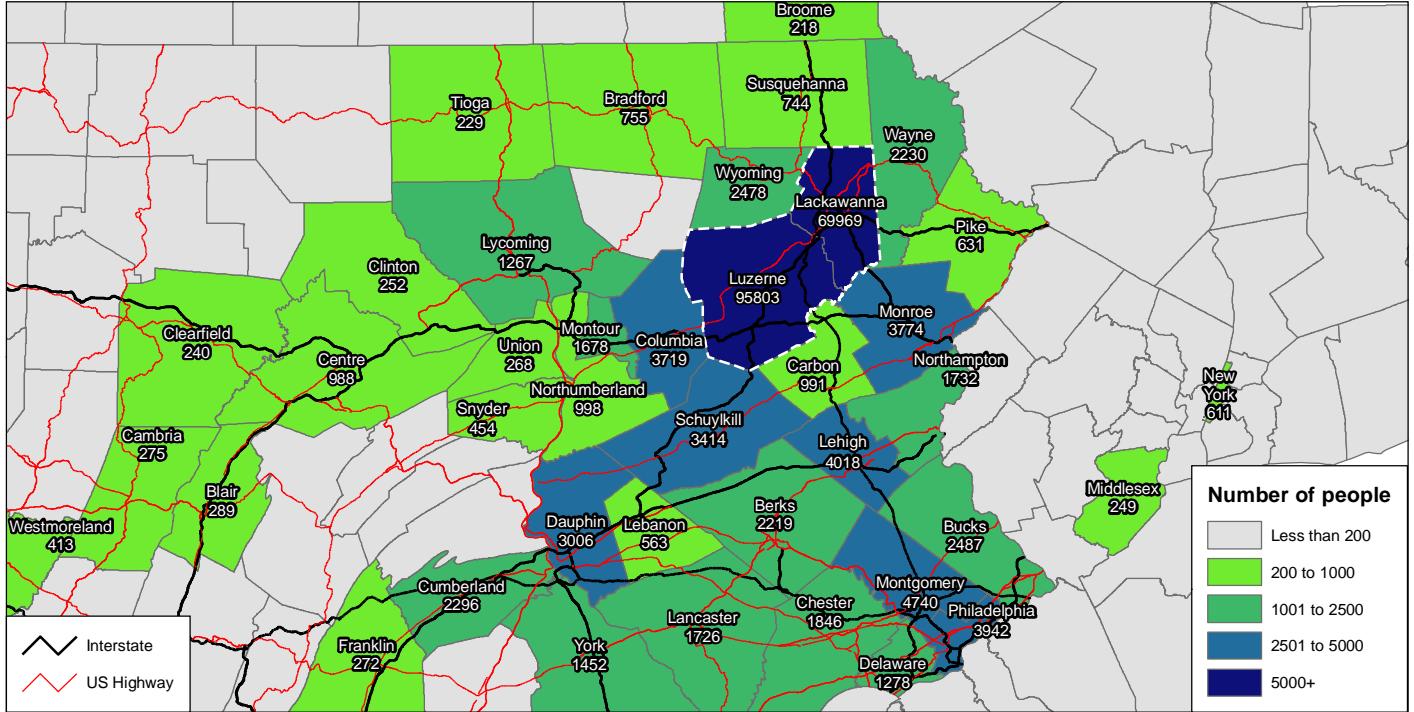 Broome
218
Susquehanna
744
Tioga
229
Bradford
755
Wayne
2230
Wyoming
2478
Lackawanna
69969
Pike
631
Lycoming
1267
Clinton
252
Luzerne
95803
Monroe
3774
Clearfield
240
Centre
988
Union
268
Montour
1678
Columbia
3719
Carbon
991
Northampton
1732
Northumberland
998
Snyder
454
Schuylkill
3414
Lehigh
4018
New
York
611
Cambria
275
Blair
289
Westmoreland
413
Dauphin
3006
Lebanon
563
Berks
2219
Bucks
2487
Middlesex
249
Cumberland
2296
Montgomery
4740
Philadelphia
3942
Chester
1846
Lancaster
1726
York
1452
Franklin
272
Delaware
1278
Interstate
US Highway
Number of people
Less than 200
200 to 1000
1001 to 2500
2501 to 5000
5000+